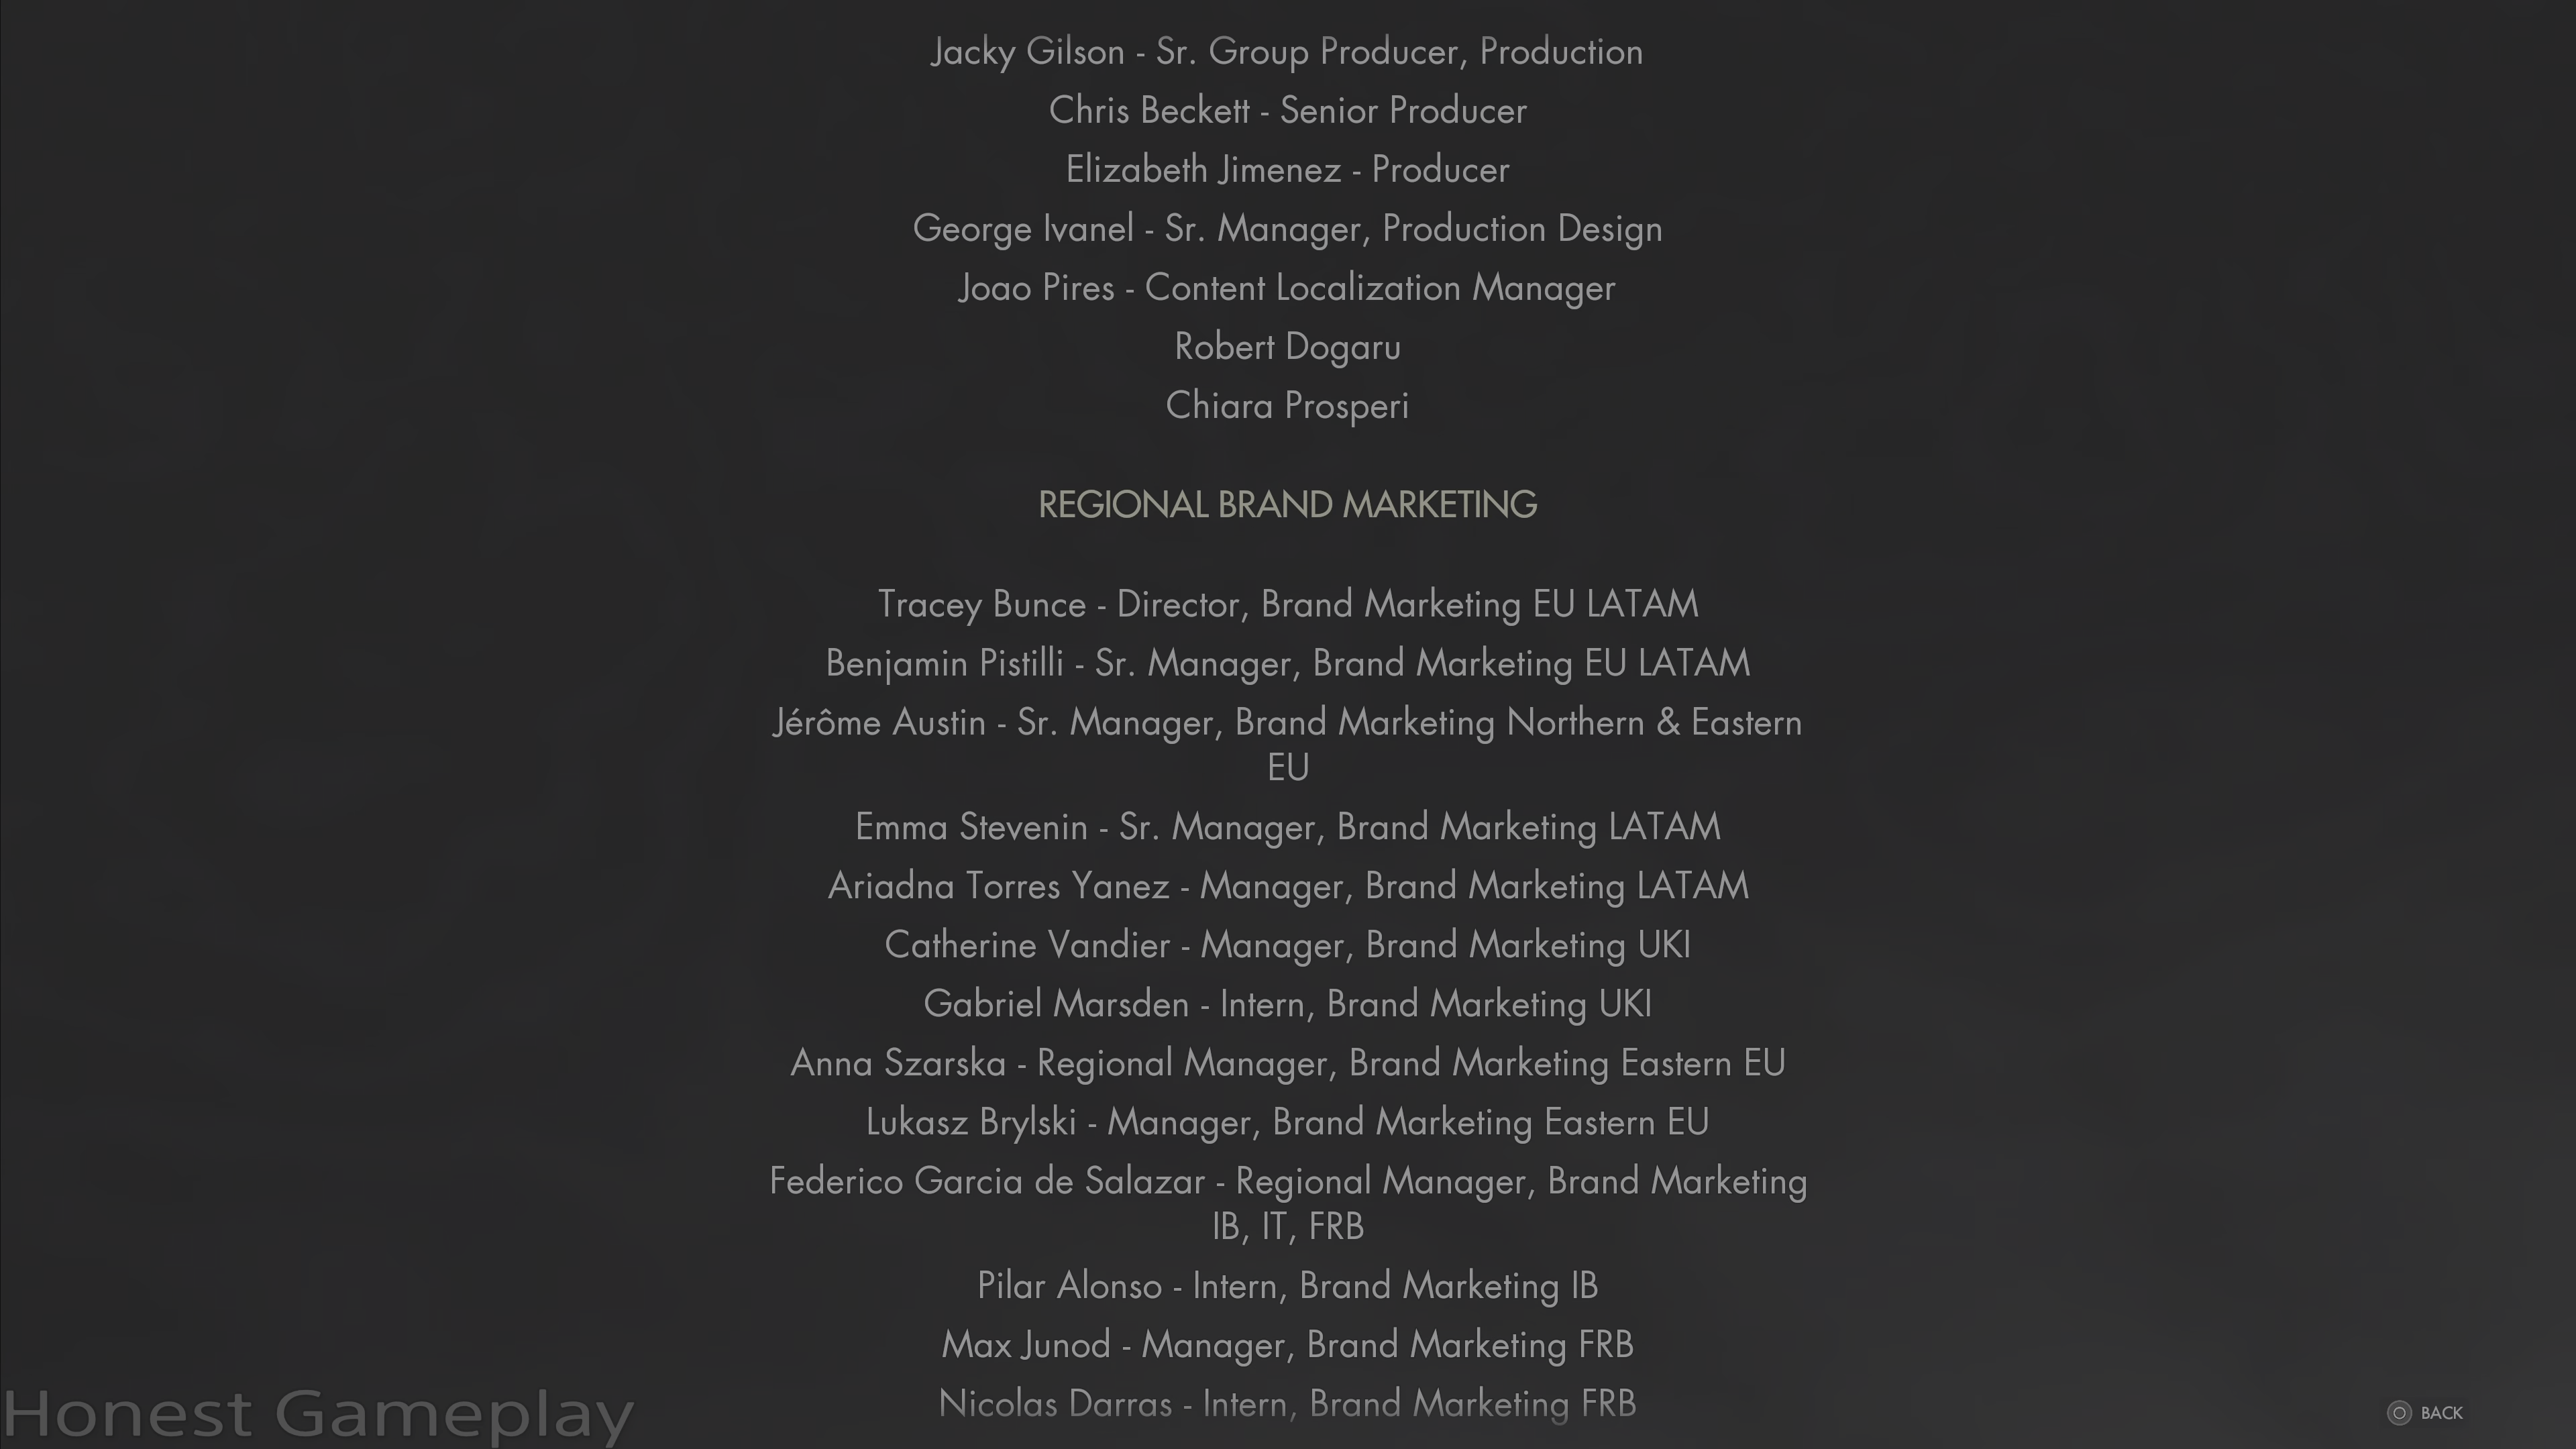 Jacky Gilson - Sr. Group Producer, Production
Chris Beckett - Senior Producer
Elizabeth Jimenez - Producer
George Ivanel - Sr. Manager, Production Design
Joao Pires - Content Localization Manager
Robert Dogaru
Chiara Prosperi
REGIONAL BRAND MARKETING
Tracey Bunce - Director, Brand Marketing EU LATAM
Benjamin Pistilli - Sr. Manager, Brand Marketing EU LATAM
Jérôme Austin - Sr. Manager, Brand Marketing Northern & Eastern
EU
Emma Stevenin - Sr. Manager, Brand Marketing LATAM
Ariadna Torres Yanez - Manager, Brand Marketing LATAM
Catherine Vandier - Manager, Brand Marketing UKI
Gabriel Marsden - Intern, Brand Marketing UKI
Anna Szarska - Regional Manager, Brand Marketing Eastern EU
Lukasz Brylski - Manager, Brand Marketing Eastern EU
Federico Garcia de Salazar - Regional Manager, Brand Marketing
IB, IT, FRB
Pilar Alonso - Intern, Brand Marketing IB
Max Junod - Manager, Brand Marketing FRB
Nicolas Darras - Intern, Brand Marketing FRB
Honest Gameplay
BACK